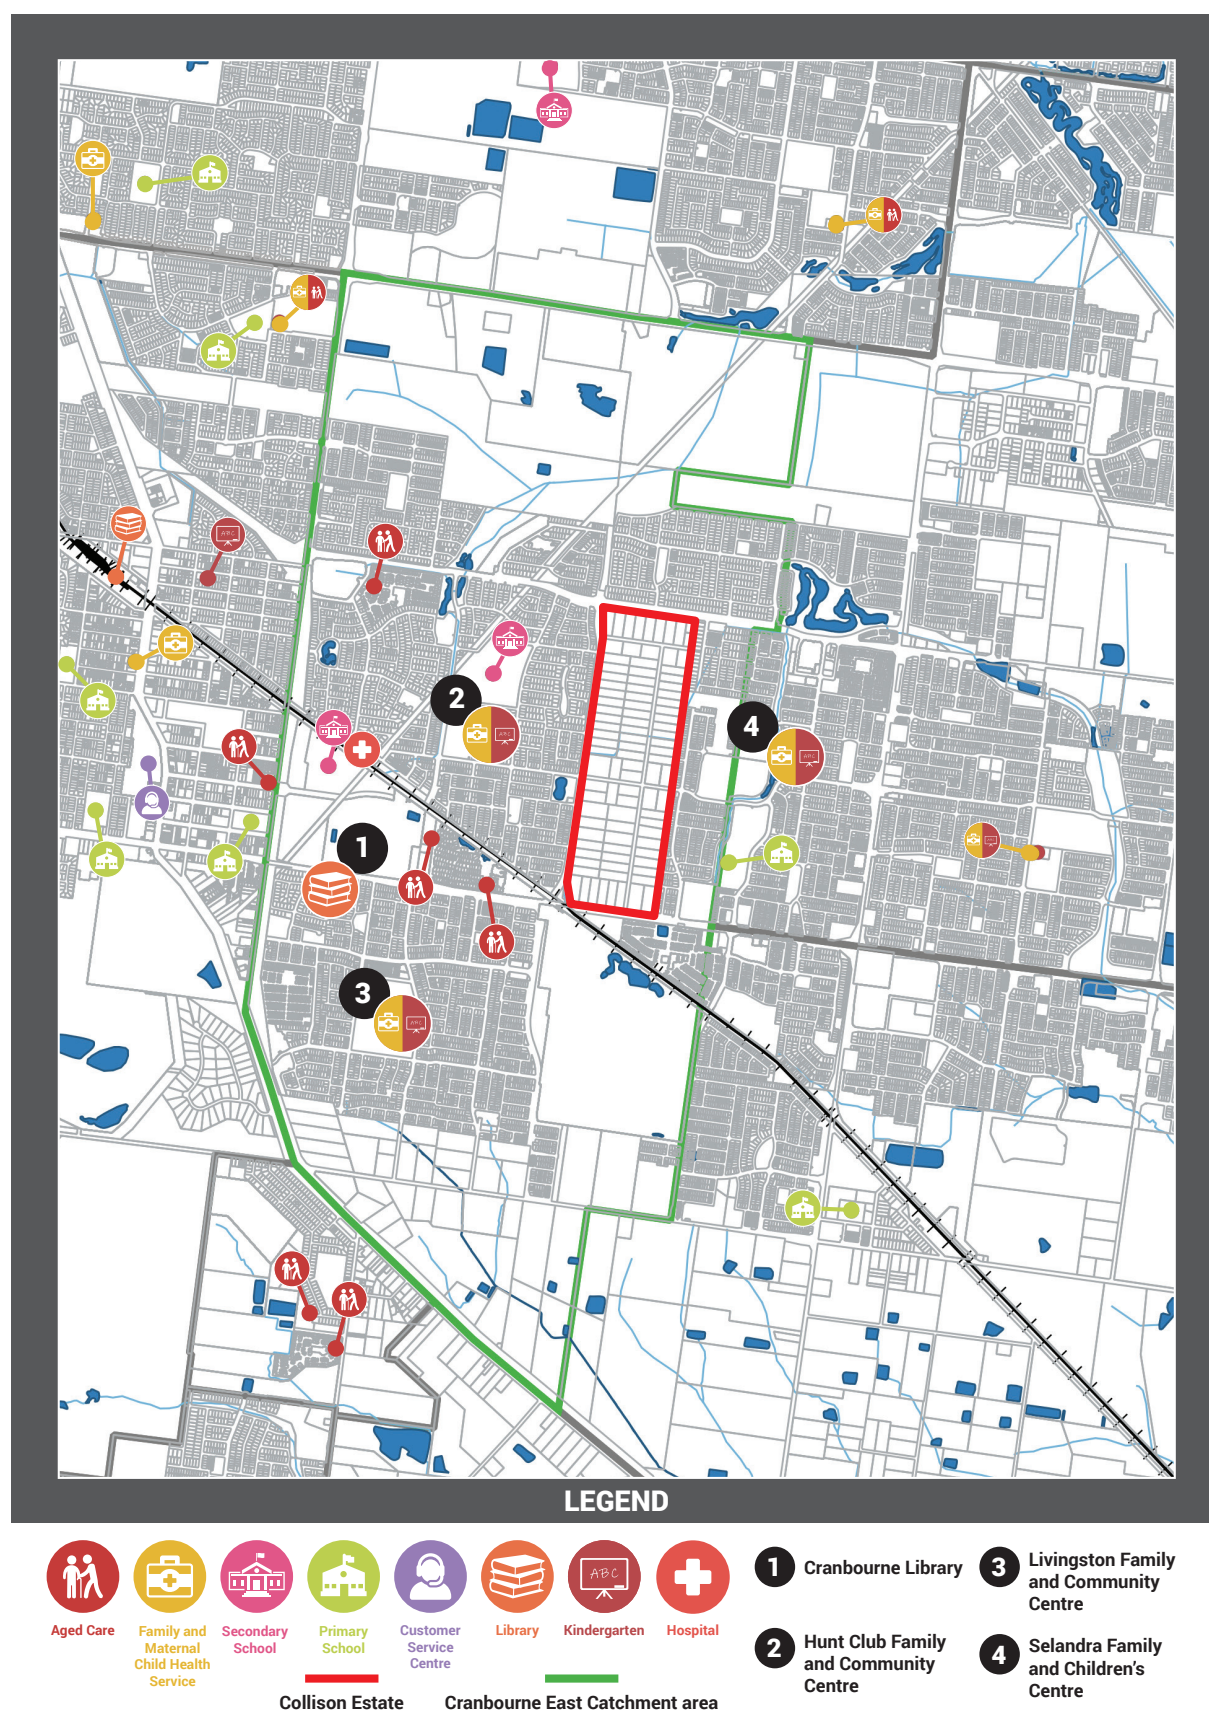 2
4
1
3
LEGEND
ABC
Aged Care
Family and
Maternal
Child Health
Service
Secondary
School
Primary
School
Customer
Service
Centre
Library
Kindergarten
Hospital
Collison Estate
Cranbourne East Catchment area
1
Cranbourne Library
2
Hunt Club Family
and Community
Centre
3
Livingston Family
and Community
Centre
4
Selandra Family
and Children's
Centre